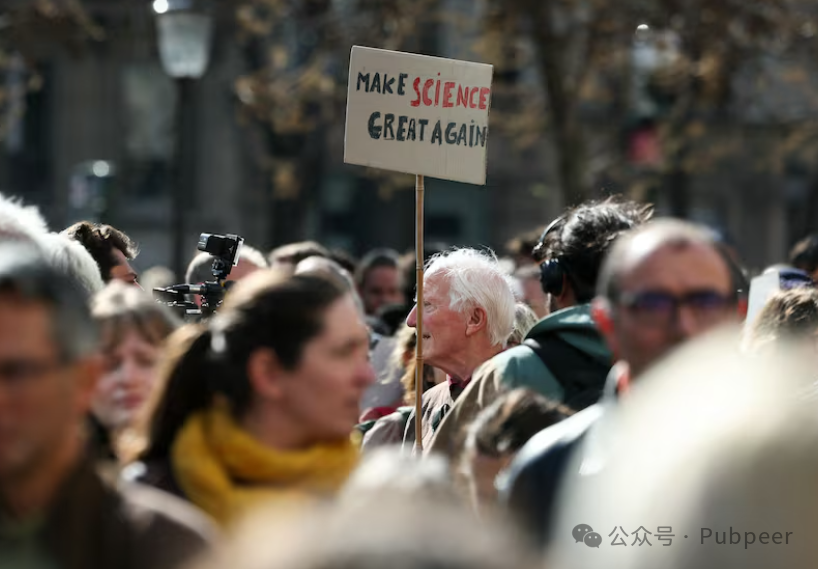 MAKE SCIENCE
GREAT AGAIN
公众号 · Pubpeer